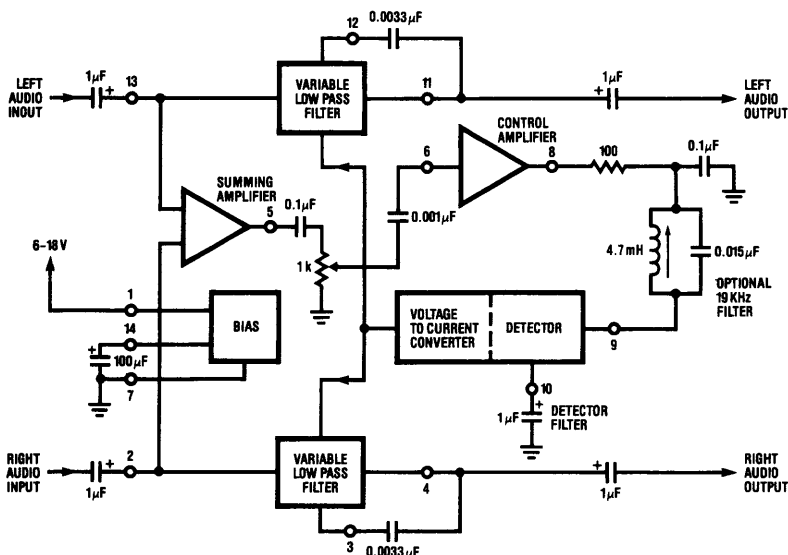 12
0.0033µF
LEFT
AUDIO
INOUT
1µF
+
13
VARIABLE
LOW PASS
FILTER
11
1µF
+
LEFT
AUDIO
OUTPUT
CONTROL
AMPLIFIER
6
8
100
0.1µF
SUMMING
AMPLIFIER
5
0.1µF
0.001µF
1k
4.7mH
0.015µF
*OPTIONAL
19 KHz
FILTER
6–18 V
1
14
+
100µF
7
BIAS
VOLTAGE
TO CURRENT
CONVERTER
DETECTOR
9
10
1µF
+
DETECTOR
FILTER
RIGHT
AUDIO
INPUT
1µF
+
2
VARIABLE
LOW PASS
FILTER
4
+
1µF
RIGHT
AUDIO
OUTPUT
3
0.0033µF